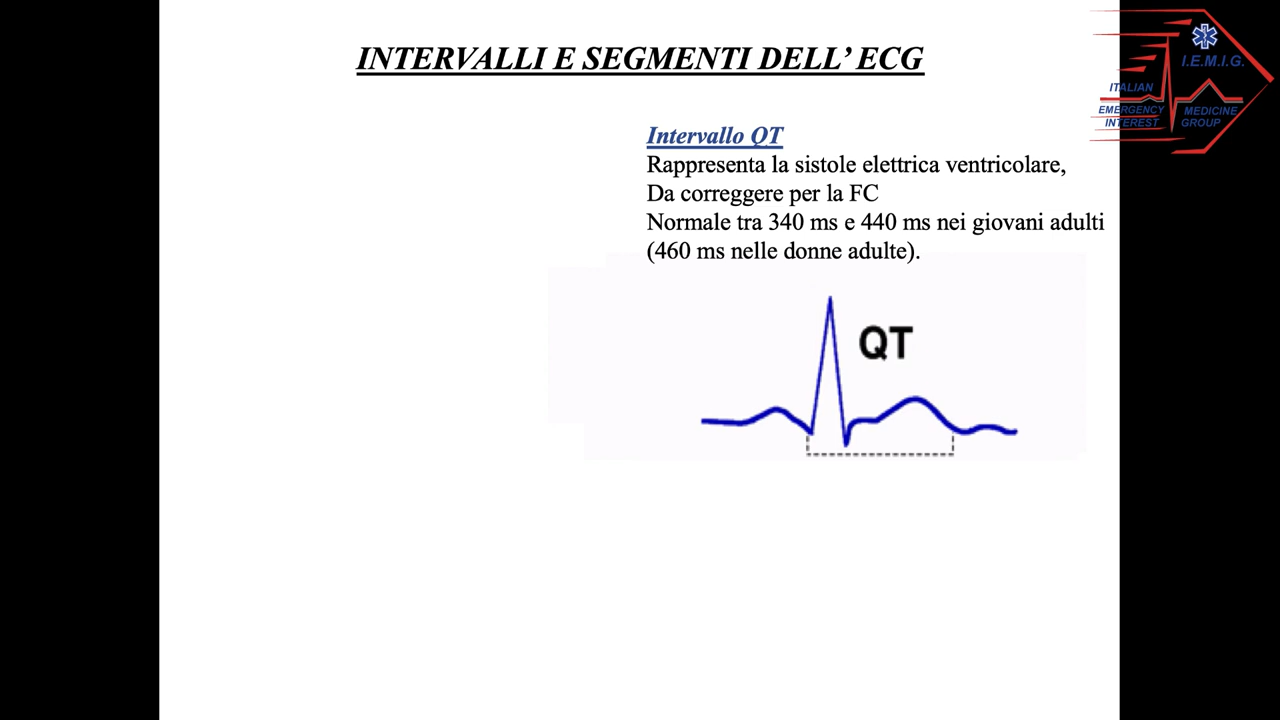 INTERVALLI E SEGMENTI DELL’ ECG
I.E.M.I.G.
ITALIAN
EMERGENCY MEDICINE
INTEREST GROUP
Intervallo QT
Rappresenta la sistole elettrica ventricolare,
Da correggere per la FC
Normale tra 340 ms e 440 ms nei giovani adulti
(460 ms nelle donne adulte).
QT